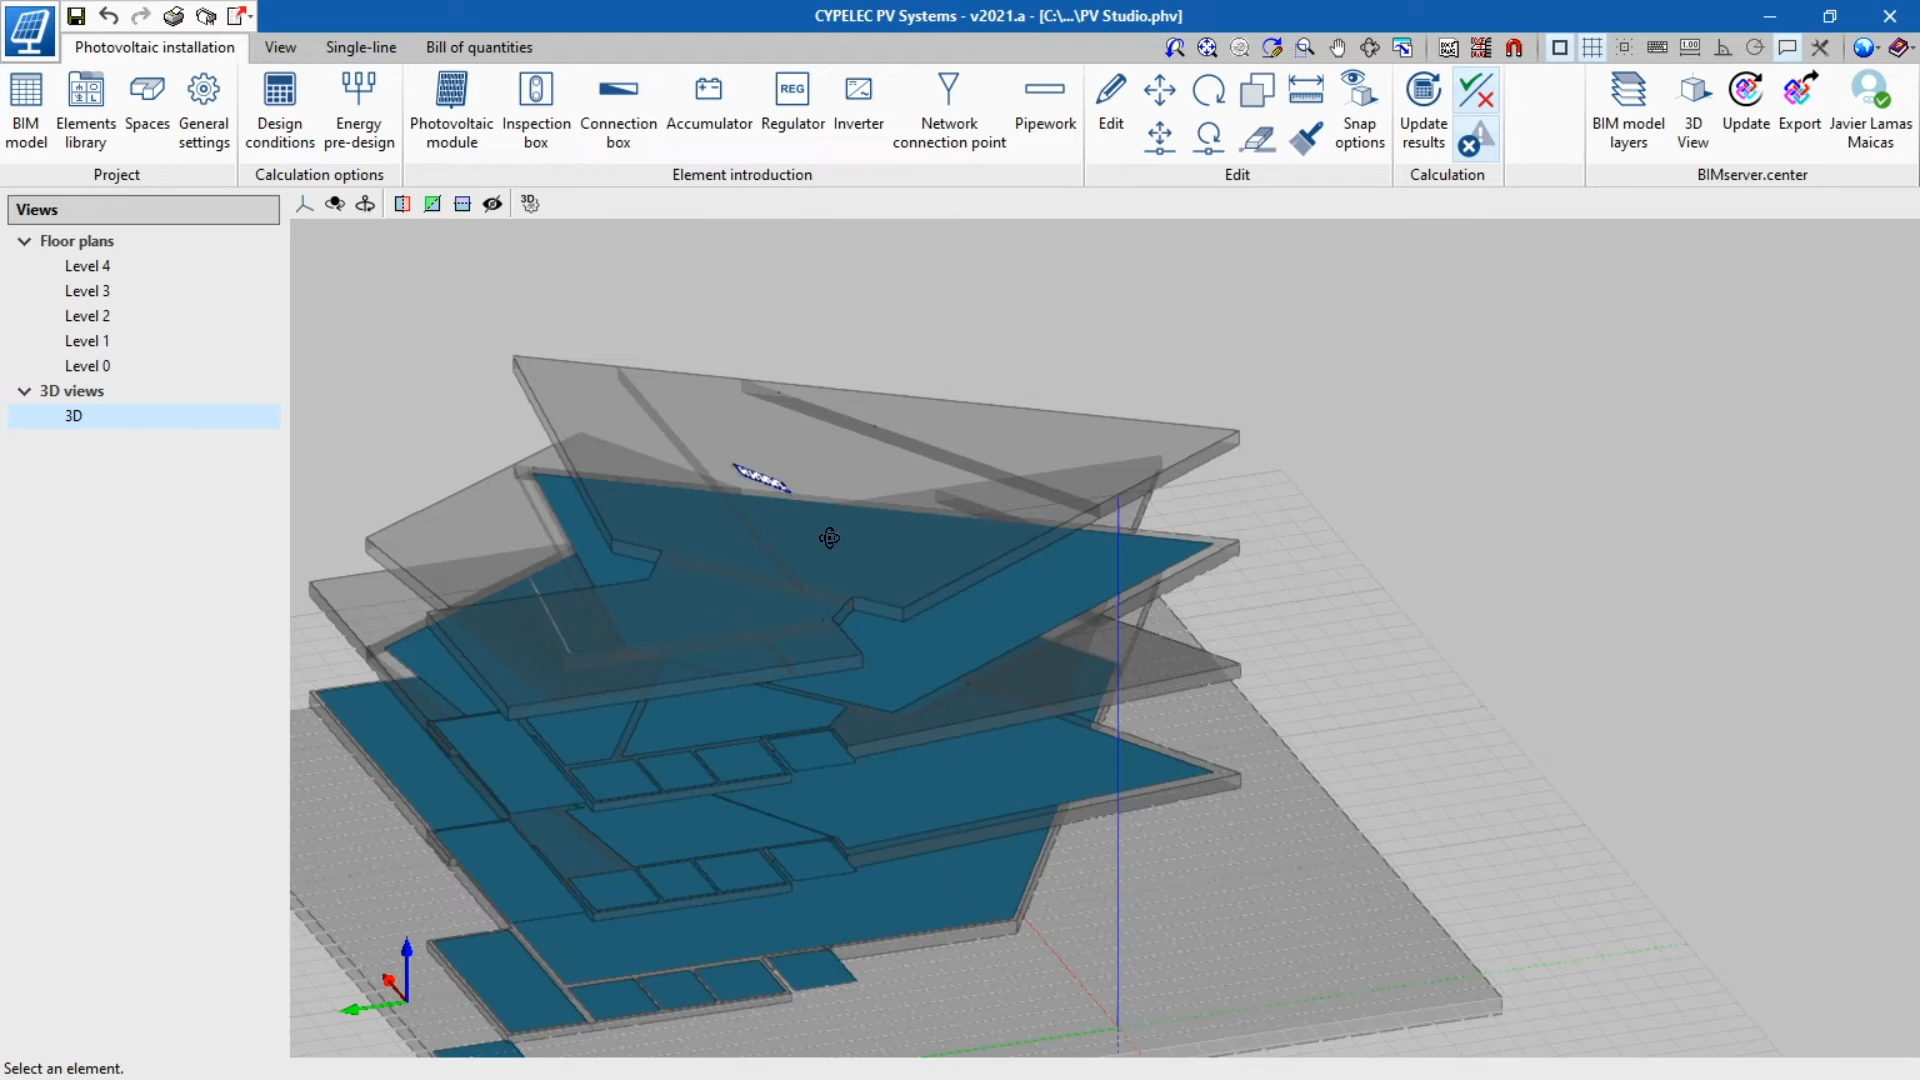 CYPELEC PV Systems - v2021.a - [C:\...\PV Studio.phv]
Photovoltaic installation
View
Single-line
Bill of quantities
BIM model
Elements library
Spaces
General settings
Design conditions
Energy pre-design
Photovoltaic module
Inspection box
Connection box
Accumulator
REG
Regulator
Inverter
Network connection point
Pipework
Edit
Snap options
Update results
BIM model layers
3D View
Update
Export
Javier Lamas Maicas
Project
Calculation options
Element introduction
Edit
Calculation
BIMserver.center
Views
3D
Floor plans
Level 4
Level 3
Level 2
Level 1
Level 0
3D views
3D
Select an element.